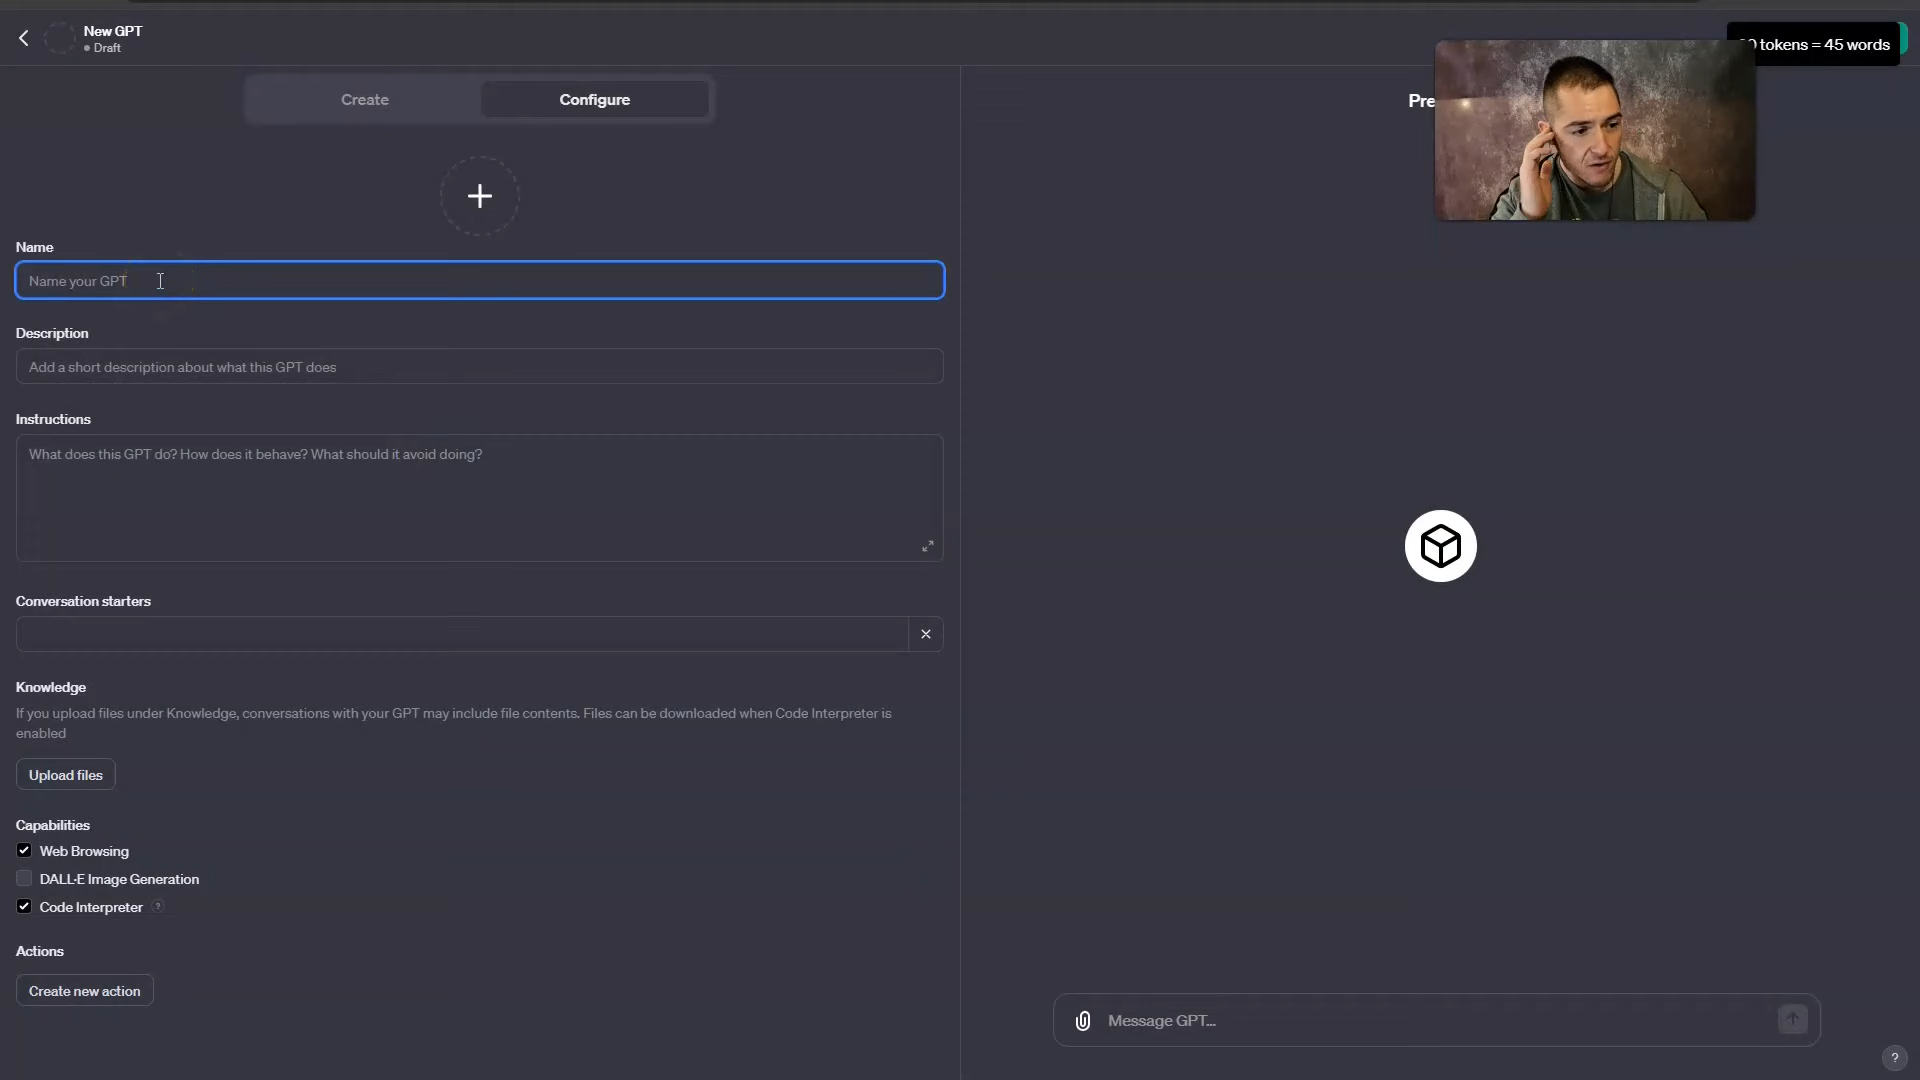 New GPT
Draft
tokens = 45 words
Create
Configure
Name
Name your GPT
Description
Add a short description about what this GPT does
Instructions
What does this GPT do? How does it behave? What should it avoid doing?
Conversation starters
Knowledge
If you upload files under Knowledge, conversations with your GPT may include file contents. Files can be downloaded when Code Interpreter is
enabled
Upload files
Capabilities
Web Browsing
DALL·E Image Generation
Code Interpreter ?
Actions
Create new action
Pre
Message GPT...
?